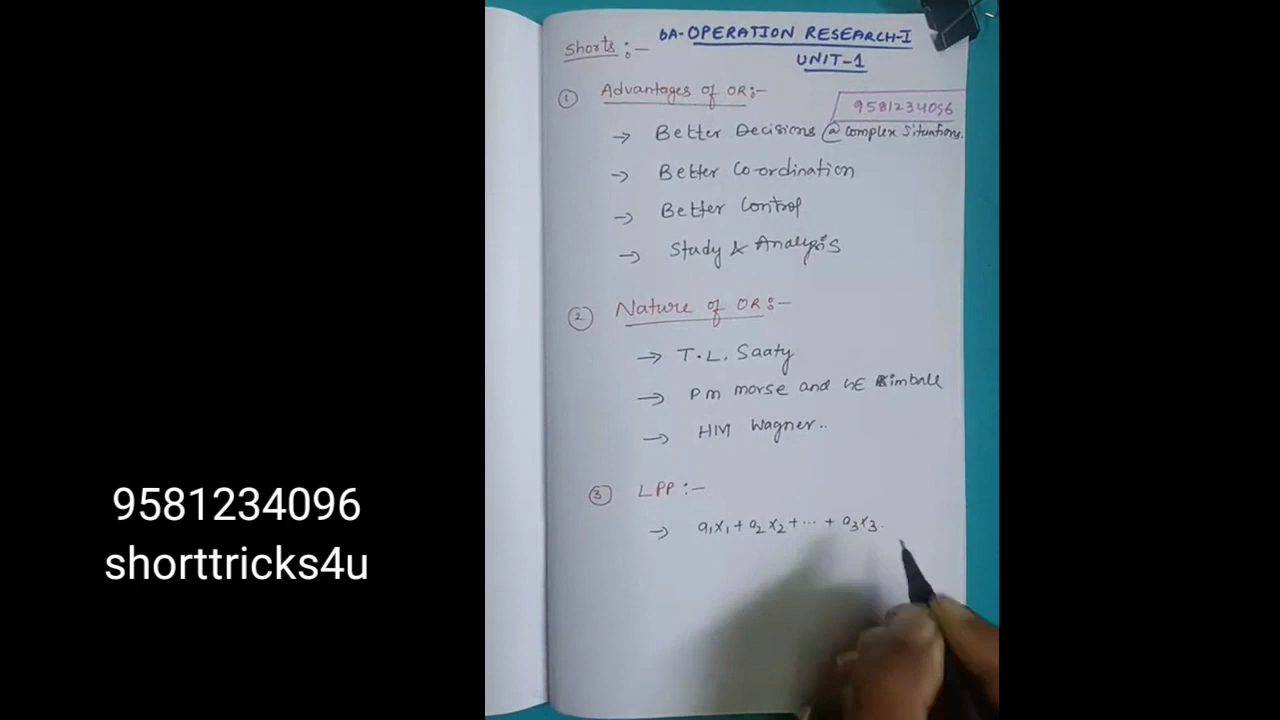 6A-OPERATION RESEARCH-I
Shorts :-
UNIT-1
① Advantages of OR:-
9581234096
→ Better Decisions @ complex situations.
→ Better Co-ordination
→ Better Control
→ Study & Analysis
② Nature of OR:-
→ T.L. Saaty
→ PM morse and GE Kimball
→ HM Wagner..
③ LPP :-
→ a₁x₁ + a₂x₂ + ... + a₃x₃.
9581234096
shorttricks4u